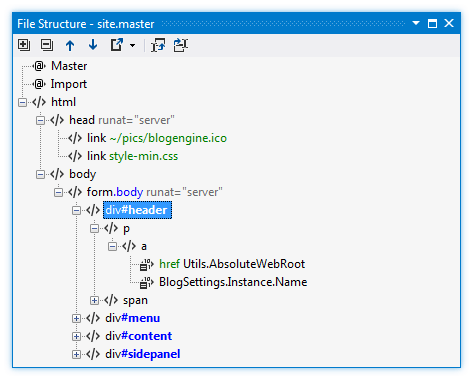 File Structure - site.master
Master
Import
html
head runat="server"
link ~/pics/blogengine.ico
link style-min.css
body
form.body runat="server"
div#header
p
a
href Utils.AbsoluteWebRoot
BlogSettings.Instance.Name
span
div#menu
div#content
div#sidepanel